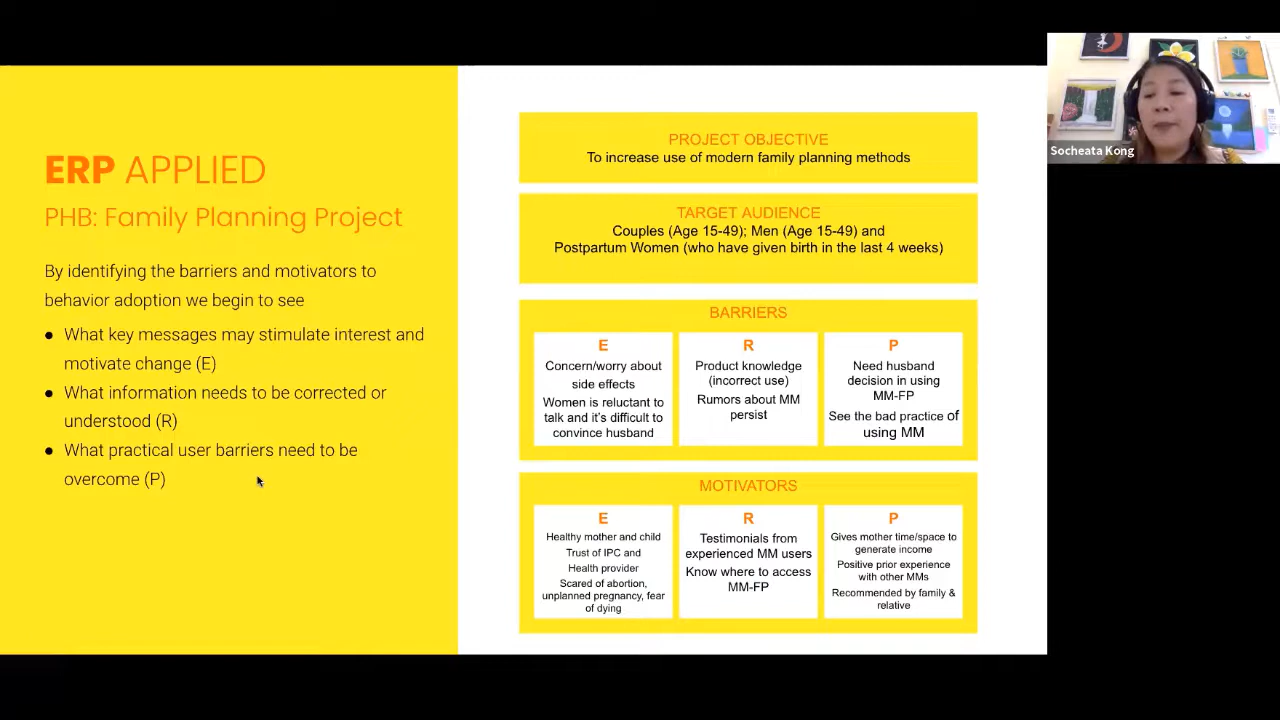 ERP APPLIED
PHB: Family Planning Project
By identifying the barriers and motivators to
behavior adoption we begin to see
● What key messages may stimulate interest and
motivate change (E)
● What information needs to be corrected or
understood (R)
● What practical user barriers need to be
overcome (P)
PROJECT OBJECTIVE
To increase use of modern family planning methods
TARGET AUDIENCE
Couples (Age 15-49); Men (Age 15-49) and
Postpartum Women (who have given birth in the last 4 weeks)
BARRIERS
E
Concern/worry about
side effects
Women is reluctant to
talk and it's difficult to
convince husband
R
Product knowledge
(incorrect use)
Rumors about MM
persist
P
Need husband
decision in using
MM-FP
See the bad practice of
using MM
MOTIVATORS
E
Healthy mother and child
Trust of IPC and
Health provider
Scared of abortion,
unplanned pregnancy, fear
of dying
R
Testimonials from
experienced MM users
Know where to access
MM-FP
P
Gives mother time/space to
generate income
Positive prior experience
with other MMs
Recommended by family &
relative
Socheata Kong